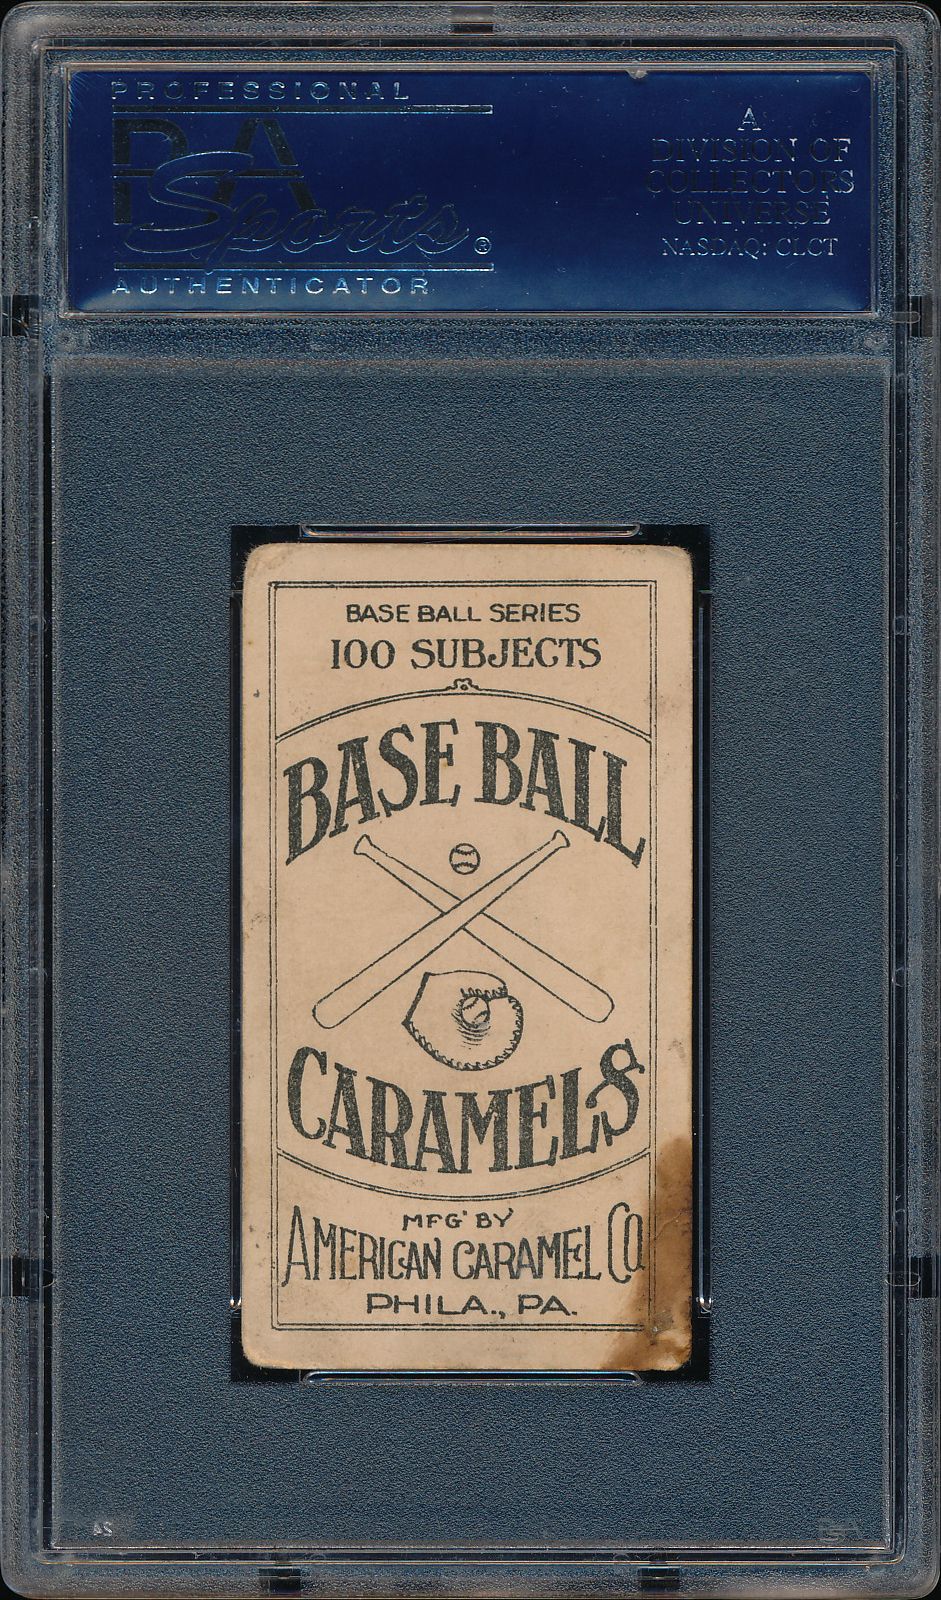 PROFESSIONAL
PSA
Sports®
AUTHENTICATOR
A
DIVISION OF
COLLECTORS
UNIVERSE
NASDAQ: CLCT
BASE BALL SERIES
100 SUBJECTS
BASE BALL
CARAMELS
MFG' BY
AMERICAN CARAMEL CO
PHILA., PA.